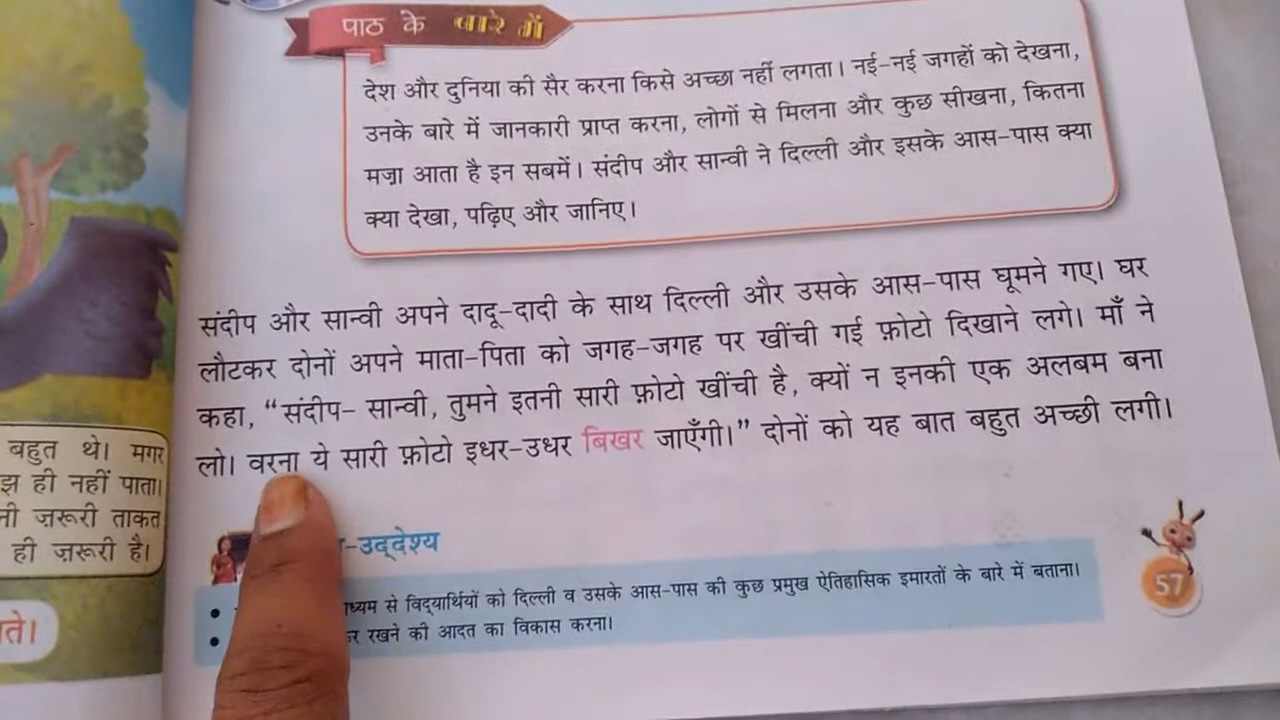 पाठ के बारे में
देश और दुनिया की सैर करना किसे अच्छा नहीं लगता। नई-नई जगहों को देखना,
उनके बारे में जानकारी प्राप्त करना, लोगों से मिलना और कुछ सीखना, कितना
मज़ा आता है इन सबमें। संदीप और सान्वी ने दिल्ली और इसके आस-पास क्या
क्या देखा, पढ़िए और जानिए।
संदीप और सान्वी अपने दादू-दादी के साथ दिल्ली और उसके आस-पास घूमने गए। घर
लौटकर दोनों अपने माता-पिता को जगह-जगह पर खींची गई फ़ोटो दिखाने लगे। माँ ने
कहा, “संदीप- सान्वी, तुमने इतनी सारी फ़ोटो खींची है, क्यों न इनकी एक अलबम बना
लो। वरना ये सारी फ़ोटो इधर-उधर बिखर जाएँगी।” दोनों को यह बात बहुत अच्छी लगी।
बहुत थे। मगर
ही नहीं पाता।
ज़रूरी ताकत
ही ज़रूरी है।
-उद्देश्य
से विद्यार्थियों को दिल्ली व उसके आस-पास की कुछ प्रमुख ऐतिहासिक इमारतों के बारे में बताना।
रखने की आदत का विकास करना।
57